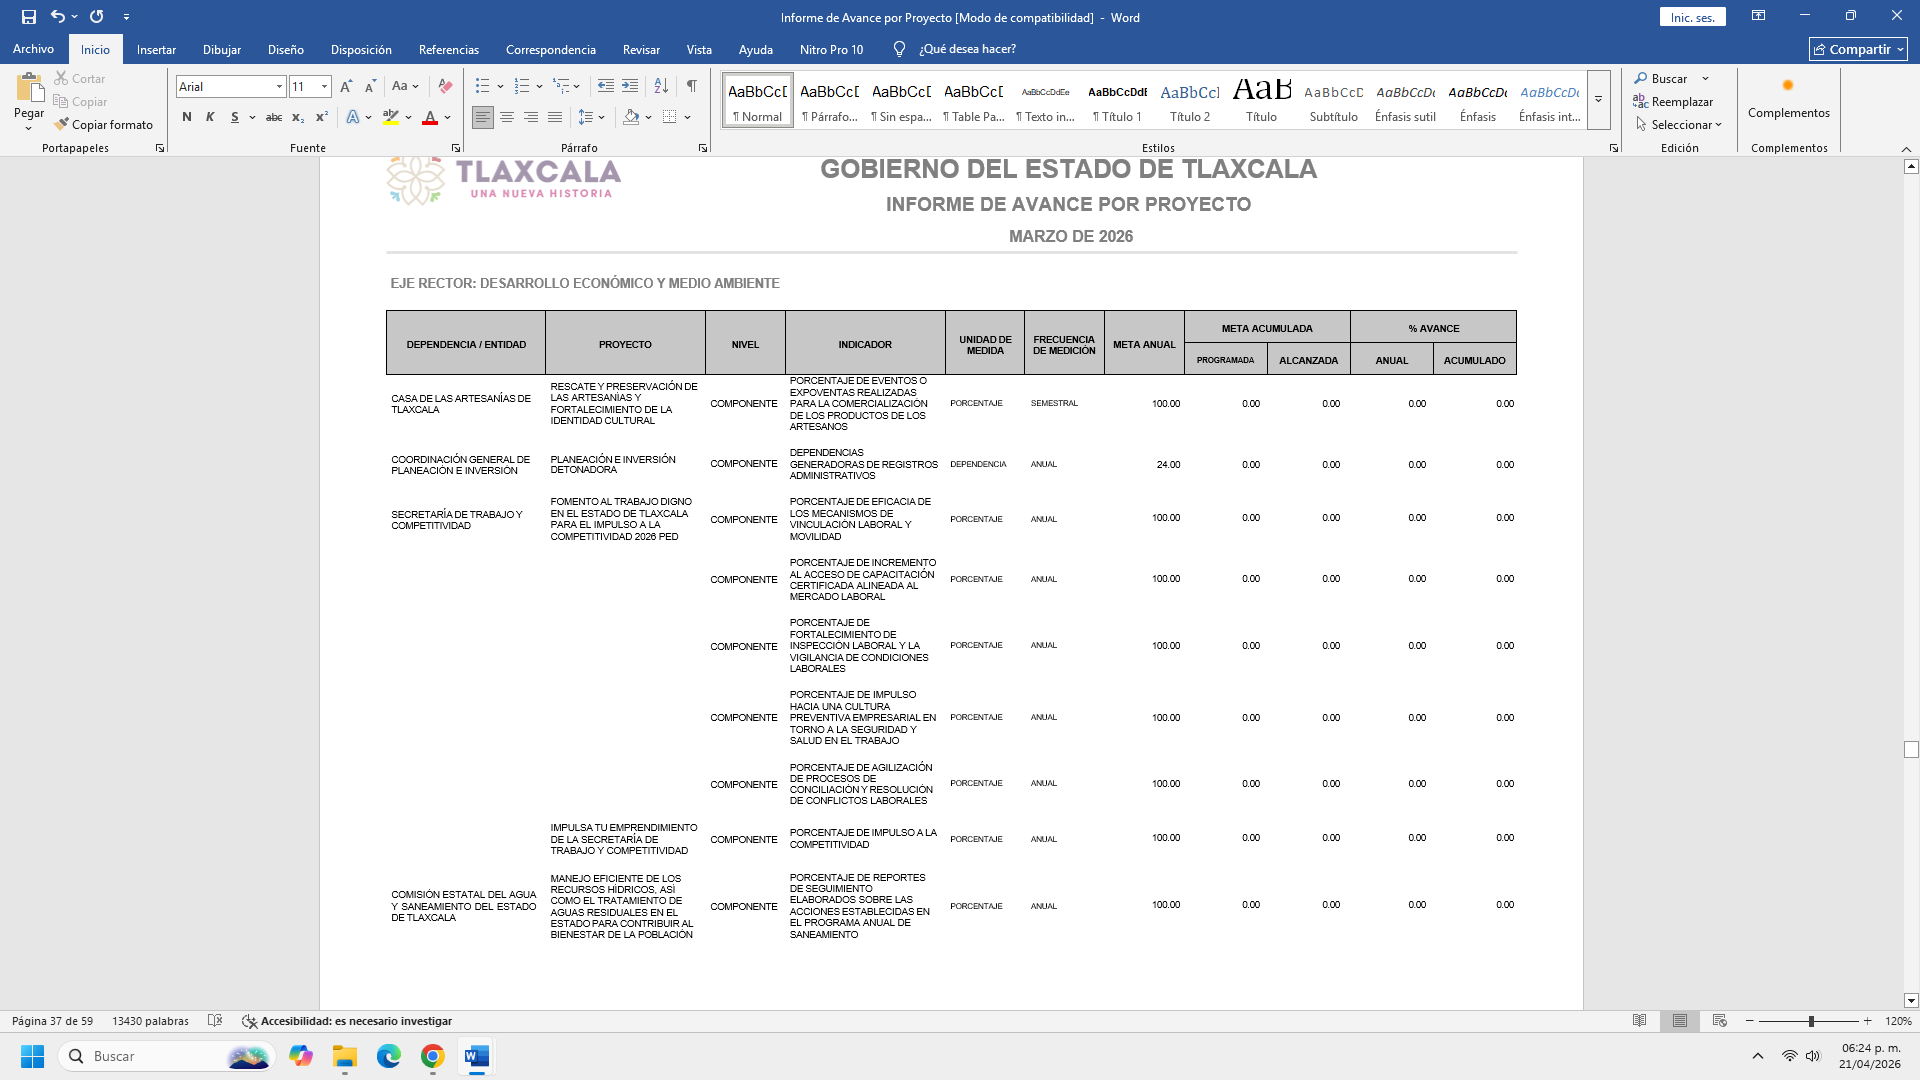 Informe de Avance por Proyecto [Modo de compatibilidad] - Word
Inic. ses.
Archivo Inicio Insertar Dibujar Diseño Disposición Referencias Correspondencia Revisar Vista Ayuda Nitro Pro 10 ¿Qué desea hacer? Compartir
Pegar
Cortar
Copiar
Copiar formato
Portapapeles
Arial 11
Fuente
Párrafo
AaBbCcI AaBbCcI AaBbCcI AaBbCcI AaBbCcDdEe AaBbCcDdE AaBbCcI AaB AaBbCcD AaBbCcDc AaBbCcDc AaBbCcDc
¶ Normal ¶ Párrafo... ¶ Sin espa... ¶ Table Pa... ¶ Texto in... ¶ Título 1 Título 2 Título Subtítulo Énfasis sutil Énfasis Énfasis int...
Estilos
Buscar
Reemplazar
Seleccionar
Edición
Complementos
Complementos
TLAXCALA
UNA NUEVA HISTORIA
GOBIERNO DEL ESTADO DE TLAXCALA
INFORME DE AVANCE POR PROYECTO
MARZO DE 2026
EJE RECTOR: DESARROLLO ECONÓMICO Y MEDIO AMBIENTE
DEPENDENCIA / ENTIDAD
PROYECTO
NIVEL
INDICADOR
UNIDAD DE
MEDIDA
FRECUENCIA
DE MEDICIÓN
META ANUAL
META ACUMULADA
PROGRAMADA ALCANZADA
% AVANCE
ANUAL ACUMULADO
CASA DE LAS ARTESANÍAS DE
TLAXCALA
RESCATE Y PRESERVACIÓN DE
LAS ARTESANÍAS Y
FORTALECIMIENTO DE LA
IDENTIDAD CULTURAL
COMPONENTE
PORCENTAJE DE EVENTOS O
EXPOVENTAS REALIZADAS
PARA LA COMERCIALIZACIÓN
DE LOS PRODUCTOS DE LOS
ARTESANOS
PORCENTAJE SEMESTRAL 100.00 0.00 0.00 0.00 0.00
COORDINACIÓN GENERAL DE
PLANEACIÓN E INVERSIÓN
PLANEACIÓN E INVERSIÓN
DETONADORA
COMPONENTE
DEPENDENCIAS
GENERADORAS DE REGISTROS
ADMINISTRATIVOS
DEPENDENCIA ANUAL 24.00 0.00 0.00 0.00 0.00
SECRETARÍA DE TRABAJO Y
COMPETITIVIDAD
FOMENTO AL TRABAJO DIGNO
EN EL ESTADO DE TLAXCALA
PARA EL IMPULSO A LA
COMPETITIVIDAD 2026 PED
COMPONENTE
PORCENTAJE DE EFICACIA DE
LOS MECANISMOS DE
VINCULACIÓN LABORAL Y
MOVILIDAD
PORCENTAJE ANUAL 100.00 0.00 0.00 0.00 0.00
COMPONENTE
PORCENTAJE DE INCREMENTO
AL ACCESO DE CAPACITACIÓN
CERTIFICADA ALINEADA AL
MERCADO LABORAL
PORCENTAJE ANUAL 100.00 0.00 0.00 0.00 0.00
COMPONENTE
PORCENTAJE DE
FORTALECIMIENTO DE
INSPECCIÓN LABORAL Y LA
VIGILANCIA DE CONDICIONES
LABORALES
PORCENTAJE ANUAL 100.00 0.00 0.00 0.00 0.00
COMPONENTE
PORCENTAJE DE IMPULSO
HACIA UNA CULTURA
PREVENTIVA EMPRESARIAL EN
TORNO A LA SEGURIDAD Y
SALUD EN EL TRABAJO
PORCENTAJE ANUAL 100.00 0.00 0.00 0.00 0.00
COMPONENTE
PORCENTAJE DE AGILIZACIÓN
DE PROCESOS DE
CONCILIACIÓN Y RESOLUCIÓN
DE CONFLICTOS LABORALES
PORCENTAJE ANUAL 100.00 0.00 0.00 0.00 0.00
IMPULSA TU EMPRENDIMIENTO
DE LA SECRETARÍA DE
TRABAJO Y COMPETITIVIDAD
COMPONENTE
PORCENTAJE DE IMPULSO A LA
COMPETITIVIDAD
PORCENTAJE ANUAL 100.00 0.00 0.00 0.00 0.00
COMISIÓN ESTATAL DEL AGUA
Y SANEAMIENTO DEL ESTADO
DE TLAXCALA
MANEJO EFICIENTE DE LOS
RECURSOS HÍDRICOS, ASÍ
COMO EL TRATAMIENTO DE
AGUAS RESIDUALES EN EL
ESTADO PARA CONTRIBUIR AL
BIENESTAR DE LA POBLACIÓN
COMPONENTE
PORCENTAJE DE REPORTES
DE SEGUIMIENTO
ELABORADOS SOBRE LAS
ACCIONES ESTABLECIDAS EN
EL PROGRAMA ANUAL DE
SANEAMIENTO
PORCENTAJE ANUAL 100.00 0.00 0.00 0.00 0.00
Página 37 de 59 13430 palabras Accesibilidad: es necesario investigar 120%
Buscar
06:24 p. m.
21/04/2026